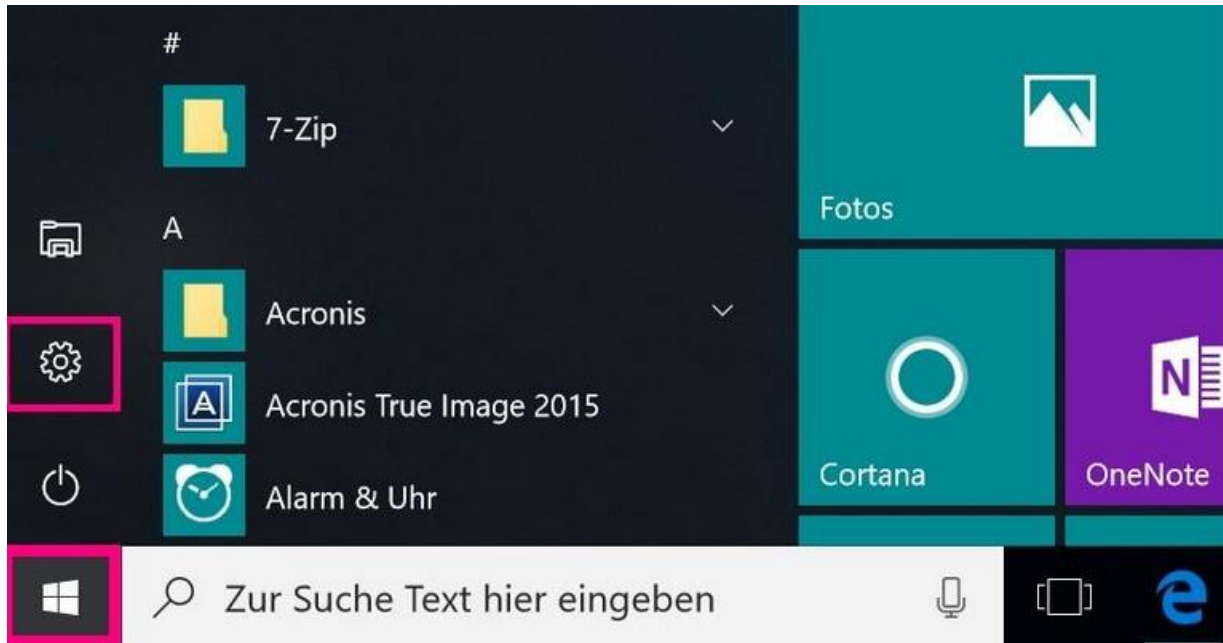 #
7-Zip
A
Acronis
Acronis True Image 2015
Alarm & Uhr
Fotos
Cortana
OneNote
Zur Suche Text hier eingeben